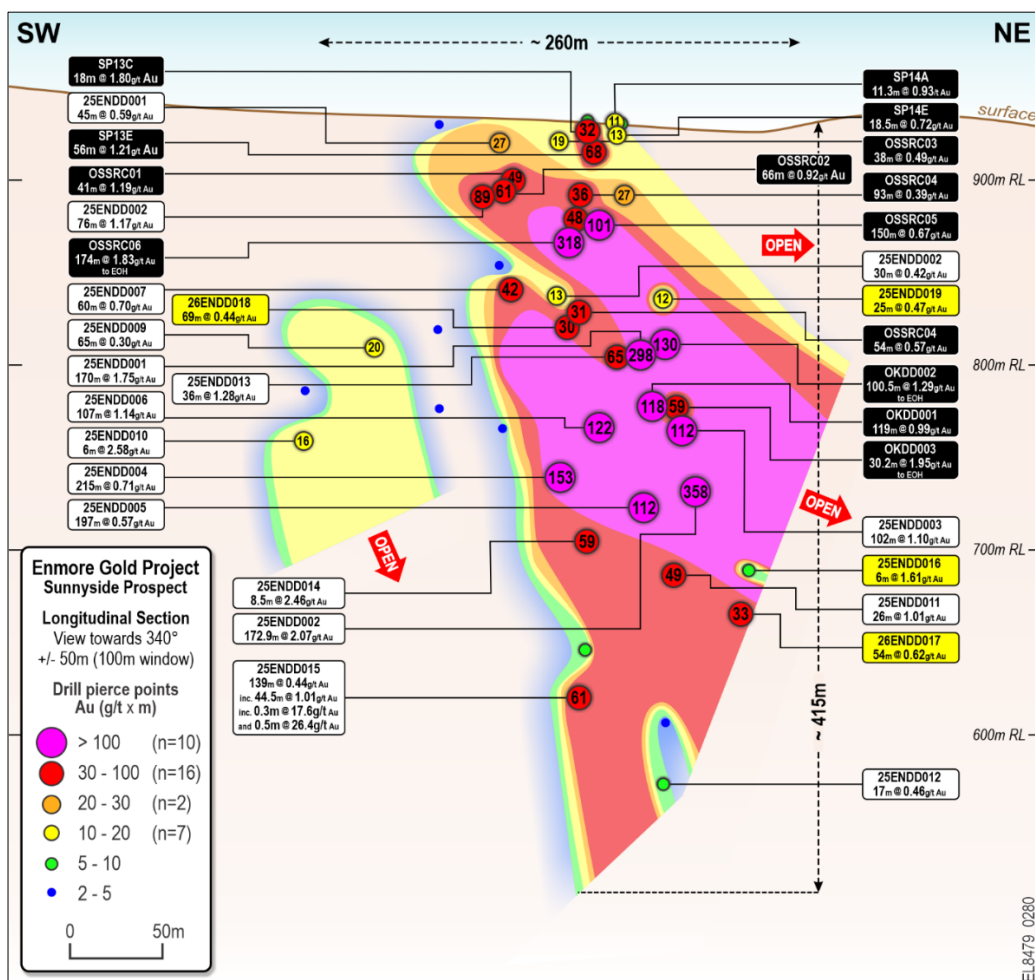 SW
NE
~ 260m
surface
SP13C
18m @ 1.80g/t Au
25ENDD001
45m @ 0.59g/t Au
SP13E
56m @ 1.21g/t Au
OSSRC01
41m @ 1.19g/t Au
25ENDD002
76m @ 1.17g/t Au
OSSRC06
174m @ 1.83g/t Au
to EOH
25ENDD007
60m @ 0.70g/t Au
26ENDD018
69m @ 0.44g/t Au
25ENDD009
65m @ 0.30g/t Au
25ENDD001
170m @ 1.75g/t Au
25ENDD013
36m @ 1.28g/t Au
25ENDD006
107m @ 1.14g/t Au
25ENDD010
6m @ 2.58g/t Au
25ENDD004
215m @ 0.71g/t Au
25ENDD005
197m @ 0.57g/t Au
25ENDD014
8.5m @ 2.46g/t Au
25ENDD002
172.9m @ 2.07g/t Au
25ENDD015
139m @ 0.44g/t Au
inc. 44.5m @ 1.01g/t Au
inc. 0.3m @ 17.6g/t Au
and 0.5m @ 26.4g/t Au
SP14A
11.3m @ 0.93/t Au
SP14E
18.5m @ 0.72g/t Au
OSSRC03
38m @ 0.49g/t Au
OSSRC02
66m @ 0.92g/t Au
OSSRC04
93m @ 0.39g/t Au
OSSRC05
150m @ 0.67g/t Au
25ENDD002
30m @ 0.42g/t Au
25ENDD019
25m @ 0.47g/t Au
OSSRC04
54m @ 0.57g/t Au
OKDD002
100.5m @ 1.29g/t Au
to EOH
OKDD001
119m @ 0.99g/t Au
OKDD003
30.2m @ 1.95g/t Au
to EOH
25ENDD003
102m @ 1.10g/t Au
25ENDD016
6m @ 1.61g/t Au
25ENDD011
26m @ 1.01g/t Au
26ENDD017
54m @ 0.62g/t Au
25ENDD012
17m @ 0.46g/t Au
900m RL
800m RL
700m RL
600m RL
~ 415m
OPEN
OPEN
OPEN
11
32
13
19
27
68
49
61
89
36
27
48
101
318
42
13
12
31
30
20
130
298
65
118
59
112
122
16
153
358
112
59
49
33
61
Enmore Gold Project
Sunnyside Prospect
Longitudinal Section
View towards 340°
+/- 50m (100m window)
Drill pierce points
Au (g/t x m)
> 100 (n=10)
30 - 100 (n=16)
20 - 30 (n=2)
10 - 20 (n=7)
5 - 10
2 - 5
0 50m
EL8479_0280